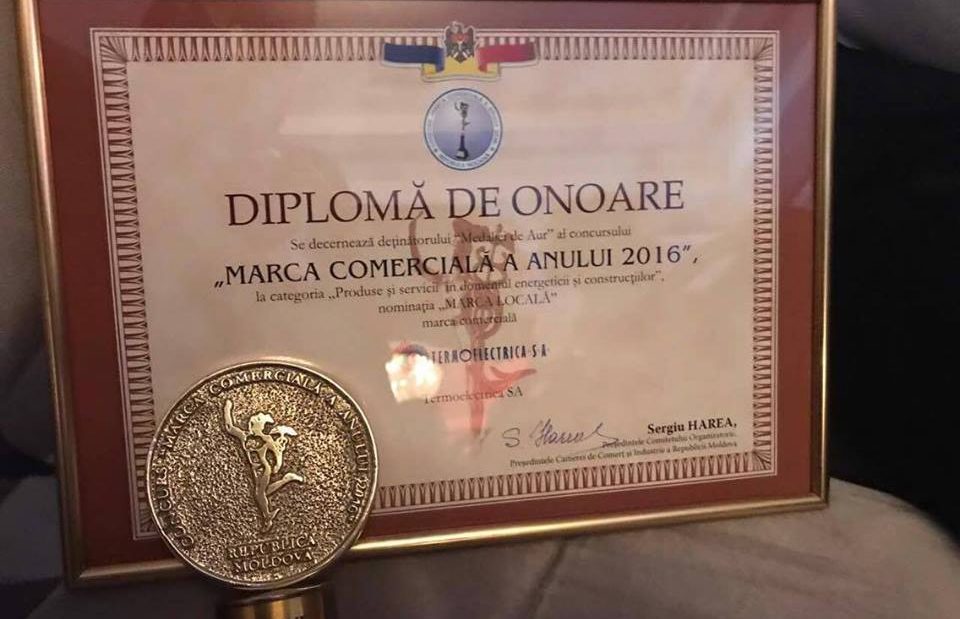 DIPLOMĂ DE ONOARE
Se decernează deținătorului "Medaliei de Aur" al concursului
„MARCA COMERCIALĂ A ANULUI 2016”,
la categoria „Produse și servicii în domeniul energeticii și construcțiilor”,
nominația „MARCA LOCALĂ”
marca comercială
TERMOELECTRICA S·A
Termoelectrica SA
S. Harea
Sergiu HAREA,
Președintele Comitetului Organizatoric,
Președintele Camerei de Comerț și Industrie a Republicii Moldova
CONCURSUL MARCA COMERCIALĂ A ANULUI 2016
REPUBLICA
MOLDOVA